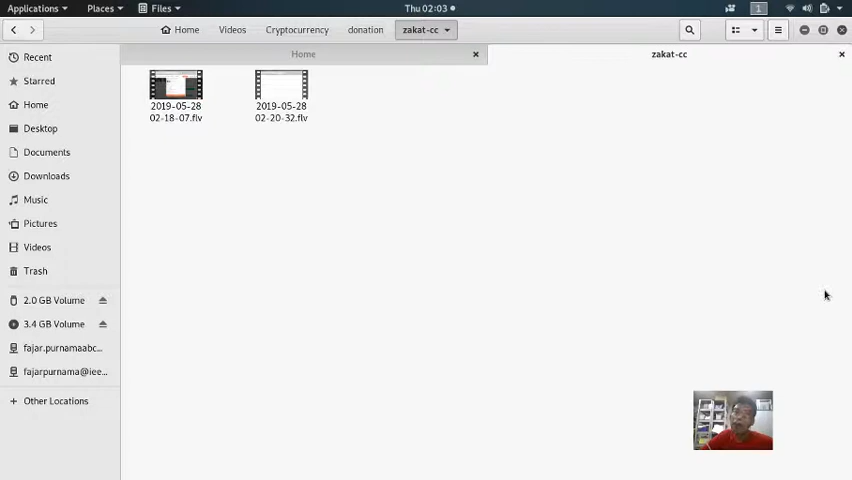 Applications Places Files Thu 02:03
Home Videos Cryptocurrency donation zakat-cc
Home zakat-cc
Recent
Starred
Home
Desktop
Documents
Downloads
Music
Pictures
Videos
Trash
2.0 GB Volume
3.4 GB Volume
fajar.purnamaabc...
fajarpurnama@iee...
+ Other Locations
2019-05-28
02-18-07.flv
2019-05-28
02-20-32.flv
1